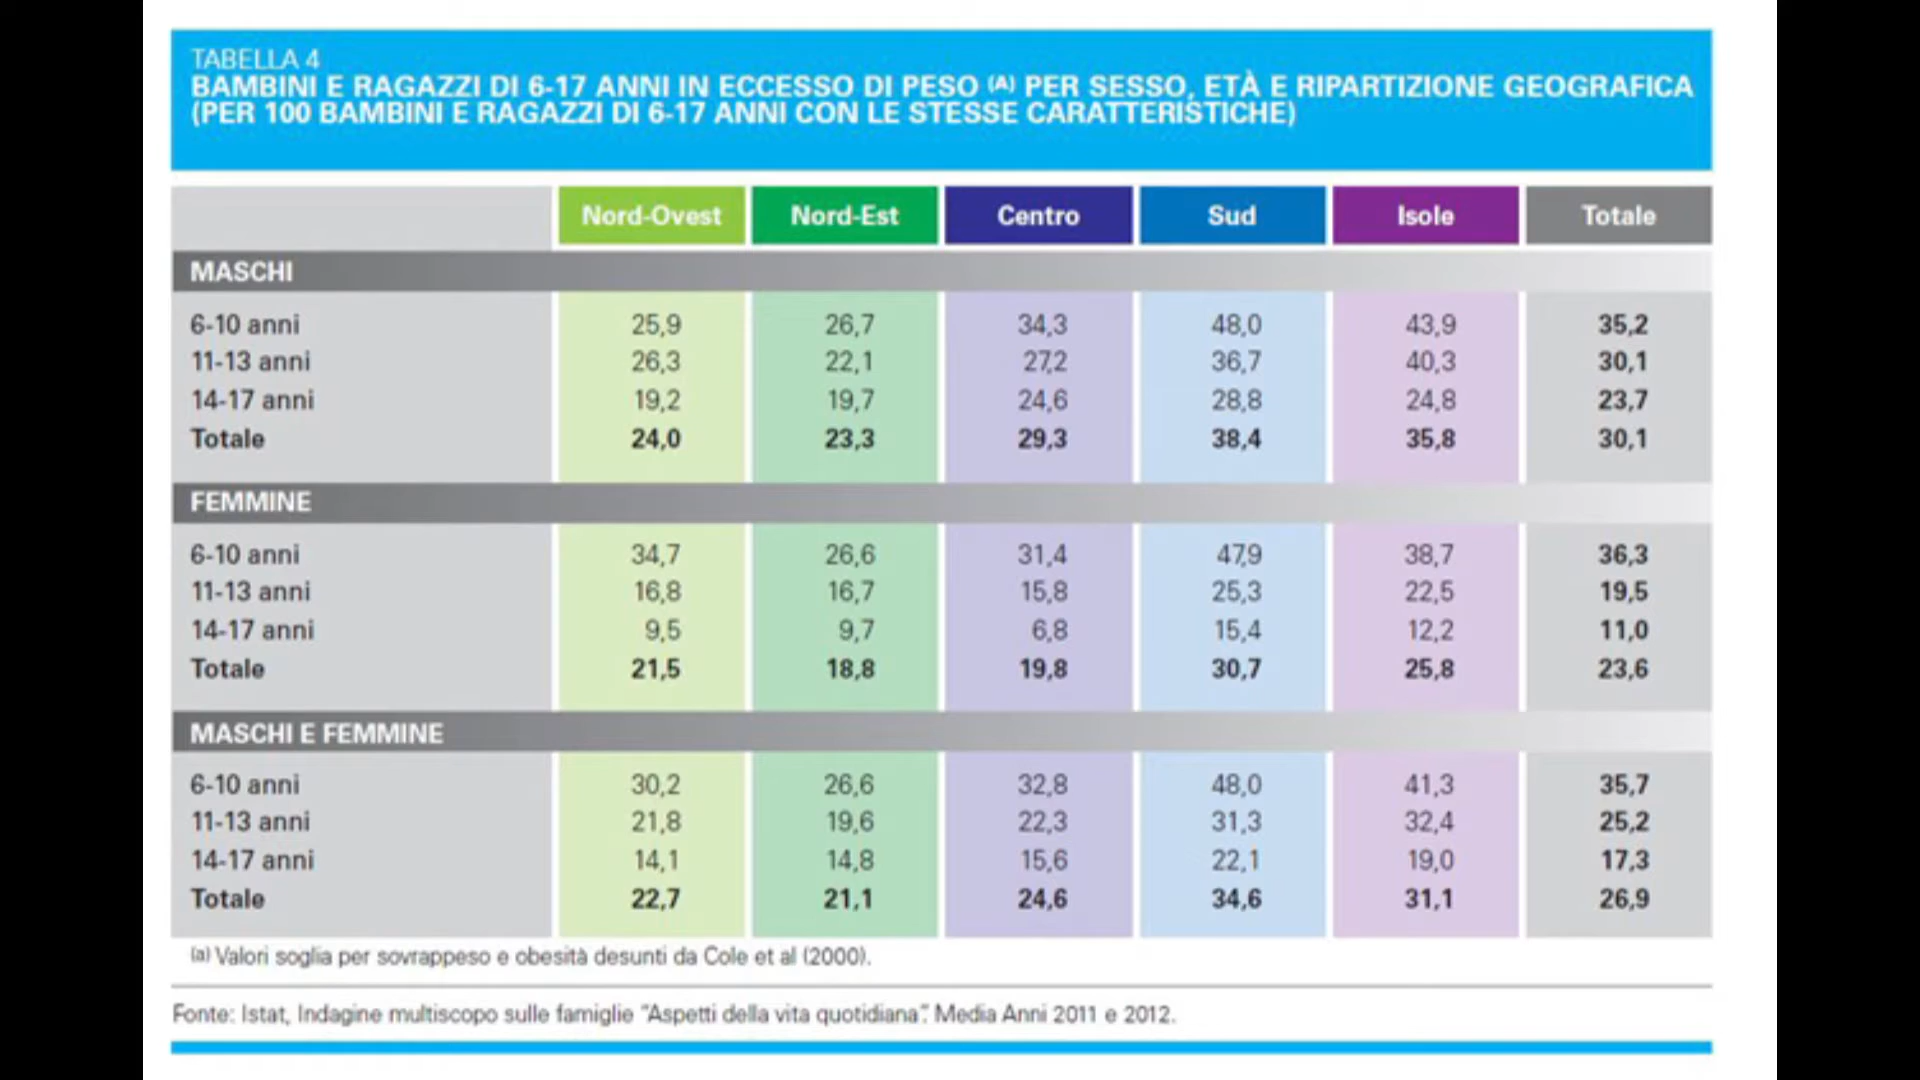 TABELLA 4
BAMBINI E RAGAZZI DI 6-17 ANNI IN ECCESSO DI PESO (A) PER SESSO, ETÀ E RIPARTIZIONE GEOGRAFICA
(PER 100 BAMBINI E RAGAZZI DI 6-17 ANNI CON LE STESSE CARATTERISTICHE)
Nord-Ovest Nord-Est Centro Sud Isole Totale
MASCHI
6-10 anni 25,9 26,7 34,3 48,0 43,9 35,2
11-13 anni 26,3 22,1 27,2 36,7 40,3 30,1
14-17 anni 19,2 19,7 24,6 28,8 24,8 23,7
Totale 24,0 23,3 29,3 38,4 35,8 30,1
FEMMINE
6-10 anni 34,7 26,6 31,4 47,9 38,7 36,3
11-13 anni 16,8 16,7 15,8 25,3 22,5 19,5
14-17 anni 9,5 9,7 6,8 15,4 12,2 11,0
Totale 21,5 18,8 19,8 30,7 25,8 23,6
MASCHI E FEMMINE
6-10 anni 30,2 26,6 32,8 48,0 41,3 35,7
11-13 anni 21,8 19,6 22,3 31,3 32,4 25,2
14-17 anni 14,1 14,8 15,6 22,1 19,0 17,3
Totale 22,7 21,1 24,6 34,6 31,1 26,9
(a) Valori soglia per sovrappeso e obesità desunti da Cole et al (2000).
Fonte: Istat, Indagine multiscopo sulle famiglie "Aspetti della vita quotidiana". Media Anni 2011 e 2012.